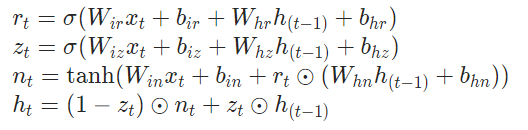 r_t = σ(W_{ir} x_t + b_{ir} + W_{hr} h_{(t−1)} + b_{hr})
z_t = σ(W_{iz} x_t + b_{iz} + W_{hz} h_{(t−1)} + b_{hz})
n_t = tanh(W_{in} x_t + b_{in} + r_t ⊙ (W_{hn} h_{(t−1)} + b_{hn}))
h_t = (1 − z_t) ⊙ n_t + z_t ⊙ h_{(t−1)}